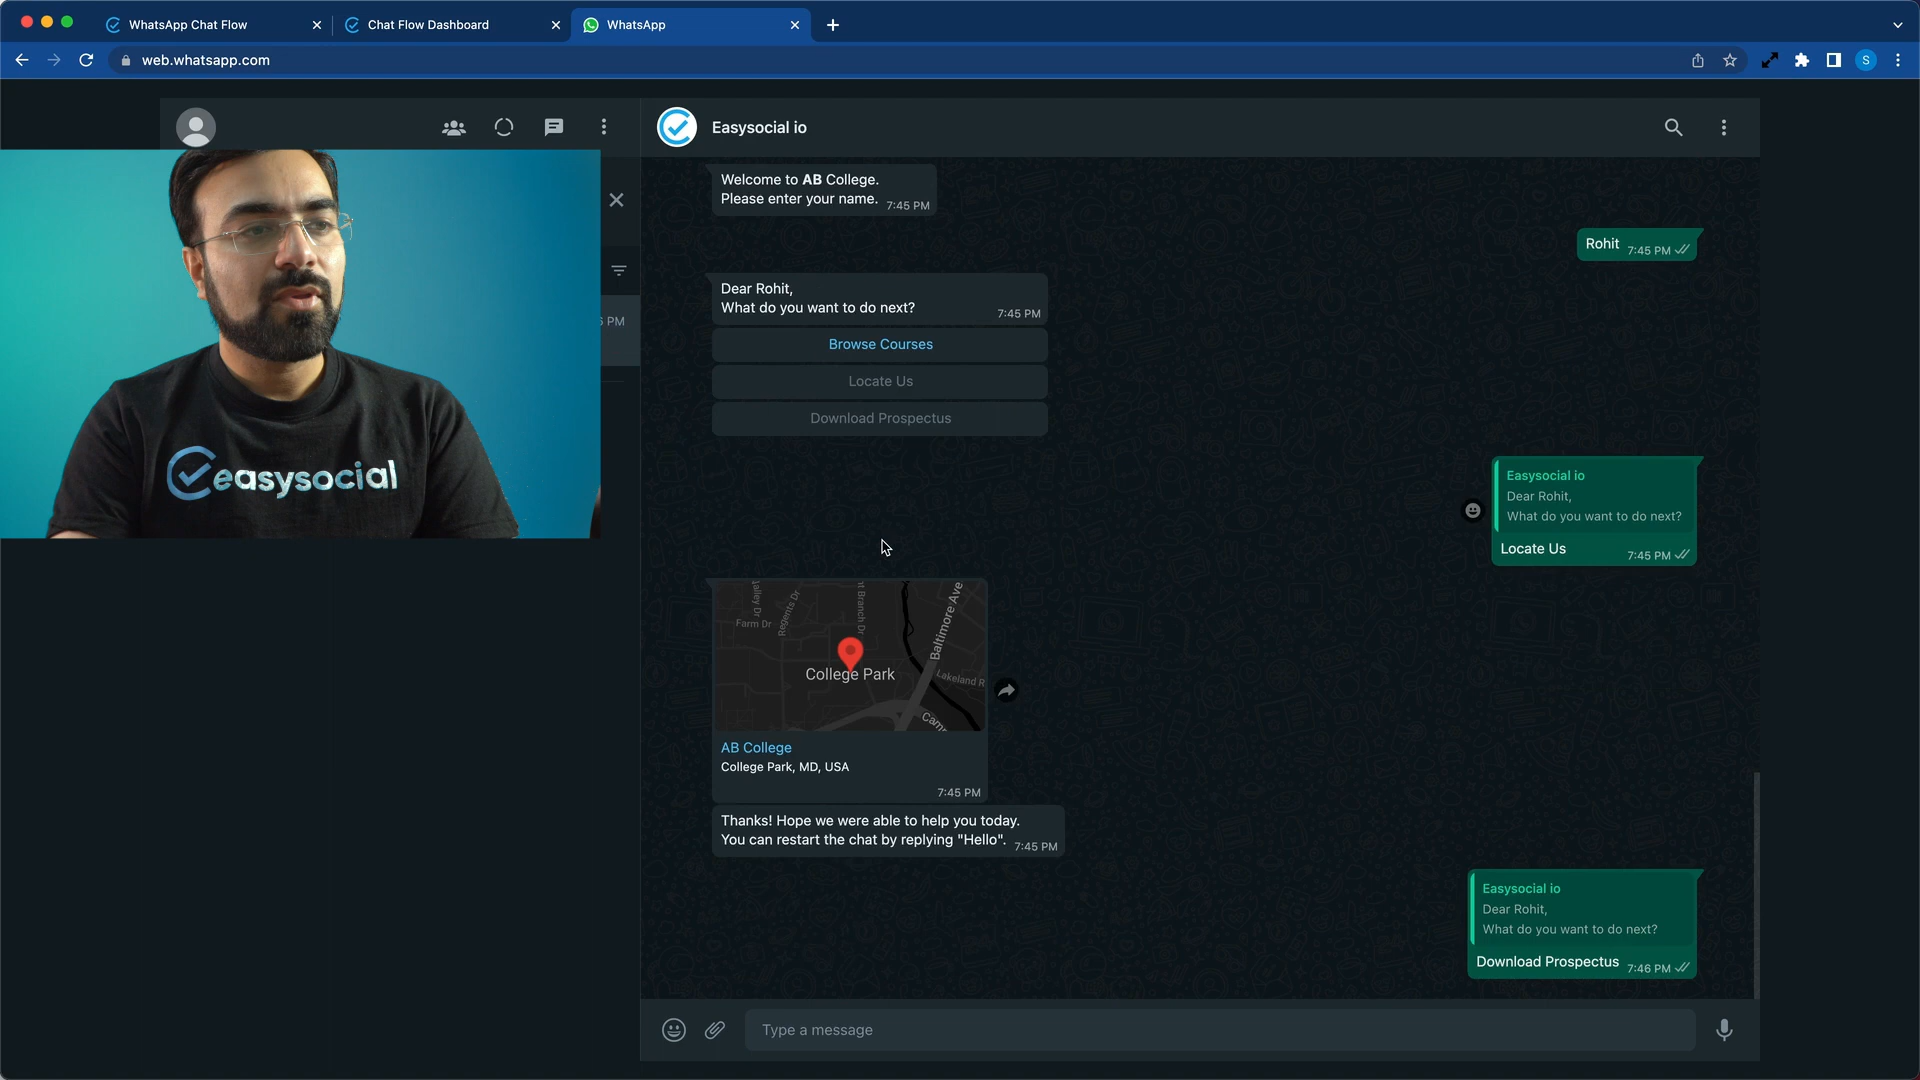 WhatsApp Chat Flow
Chat Flow Dashboard
WhatsApp
web.whatsapp.com
S
Easysocial io
Welcome to AB College.
Please enter your name. 7:45 PM
Rohit 7:45 PM
Dear Rohit,
What do you want to do next? 7:45 PM
Browse Courses
Locate Us
Download Prospectus
PM
easysocial
Easysocial io
Dear Rohit,
What do you want to do next?
Locate Us 7:45 PM
Farm Dr
Regents Dr
Baltimore Ave
College Park
Lakeland R
AB College
College Park, MD, USA
7:45 PM
Thanks! Hope we were able to help you today.
You can restart the chat by replying "Hello". 7:45 PM
Easysocial io
Dear Rohit,
What do you want to do next?
Download Prospectus 7:46 PM
Type a message